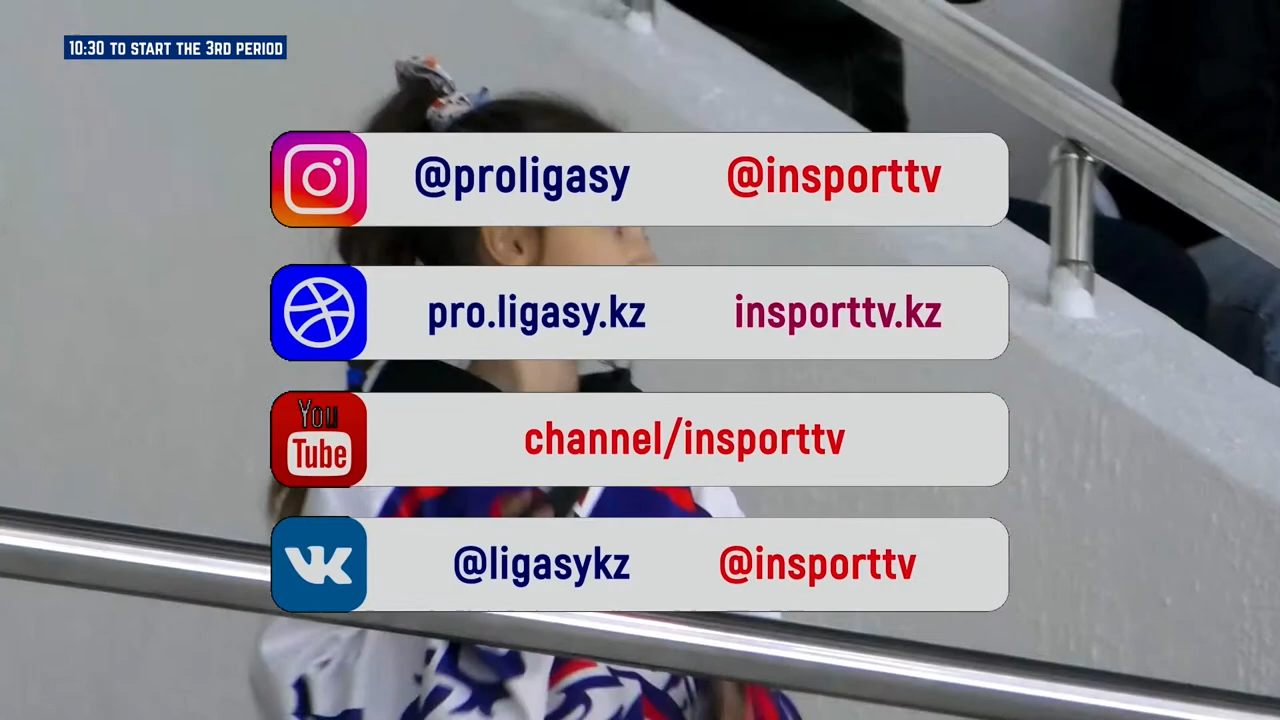 10:30 TO START THE 3RD PERIOD
@proligasy @insporttv
pro.ligasy.kz insporttv.kz
You
Tube
channel/insporttv
VK
@ligasykz @insporttv